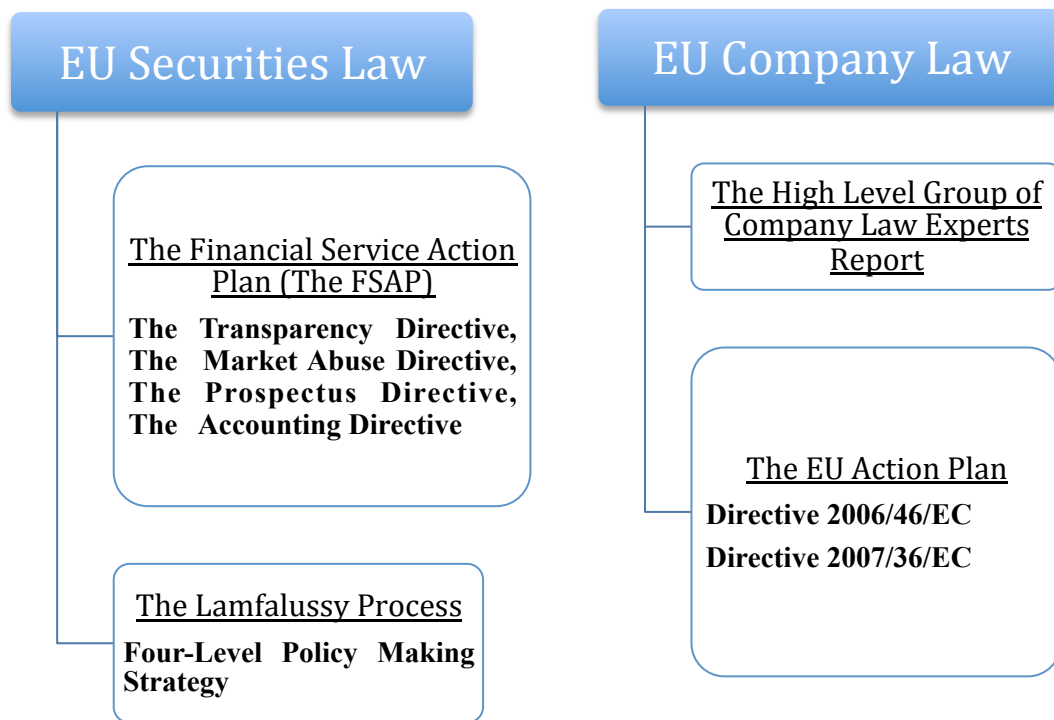 EU Securities Law
The Financial Service Action
Plan (The FSAP)
The Transparency Directive,
The Market Abuse Directive,
The Prospectus Directive,
The Accounting Directive
The Lamfalussy Process
Four-Level Policy Making
Strategy
EU Company Law
The High Level Group of
Company Law Experts
Report
The EU Action Plan
Directive 2006/46/EC
Directive 2007/36/EC